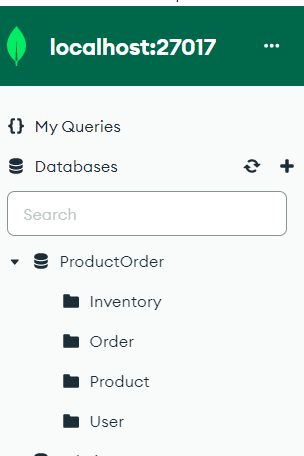 localhost:27017
{} My Queries
Databases
Search
ProductOrder
Inventory
Order
Product
User